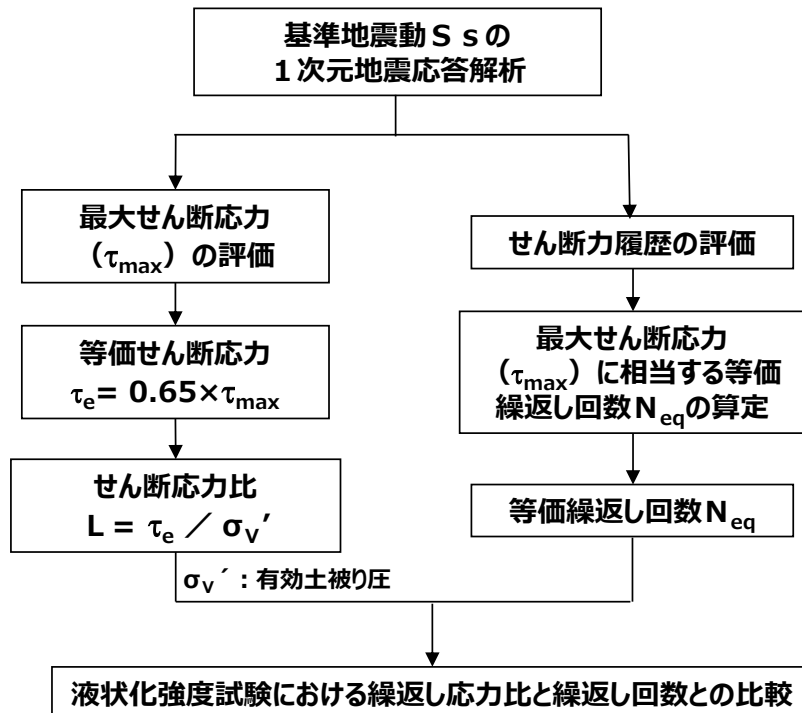 基準地震動Ｓｓの
１次元地震応答解析
最大せん断応力
（τmax）の評価
等価せん断応力
τe= 0.65×τmax
せん断応力比
L = τe ／ σV’
σV´：有効土被り圧
せん断力履歴の評価
最大せん断応力
（τmax）に相当する等価
繰返し回数Neqの算定
等価繰返し回数Neq
液状化強度試験における繰返し応力比と繰返し回数との比較